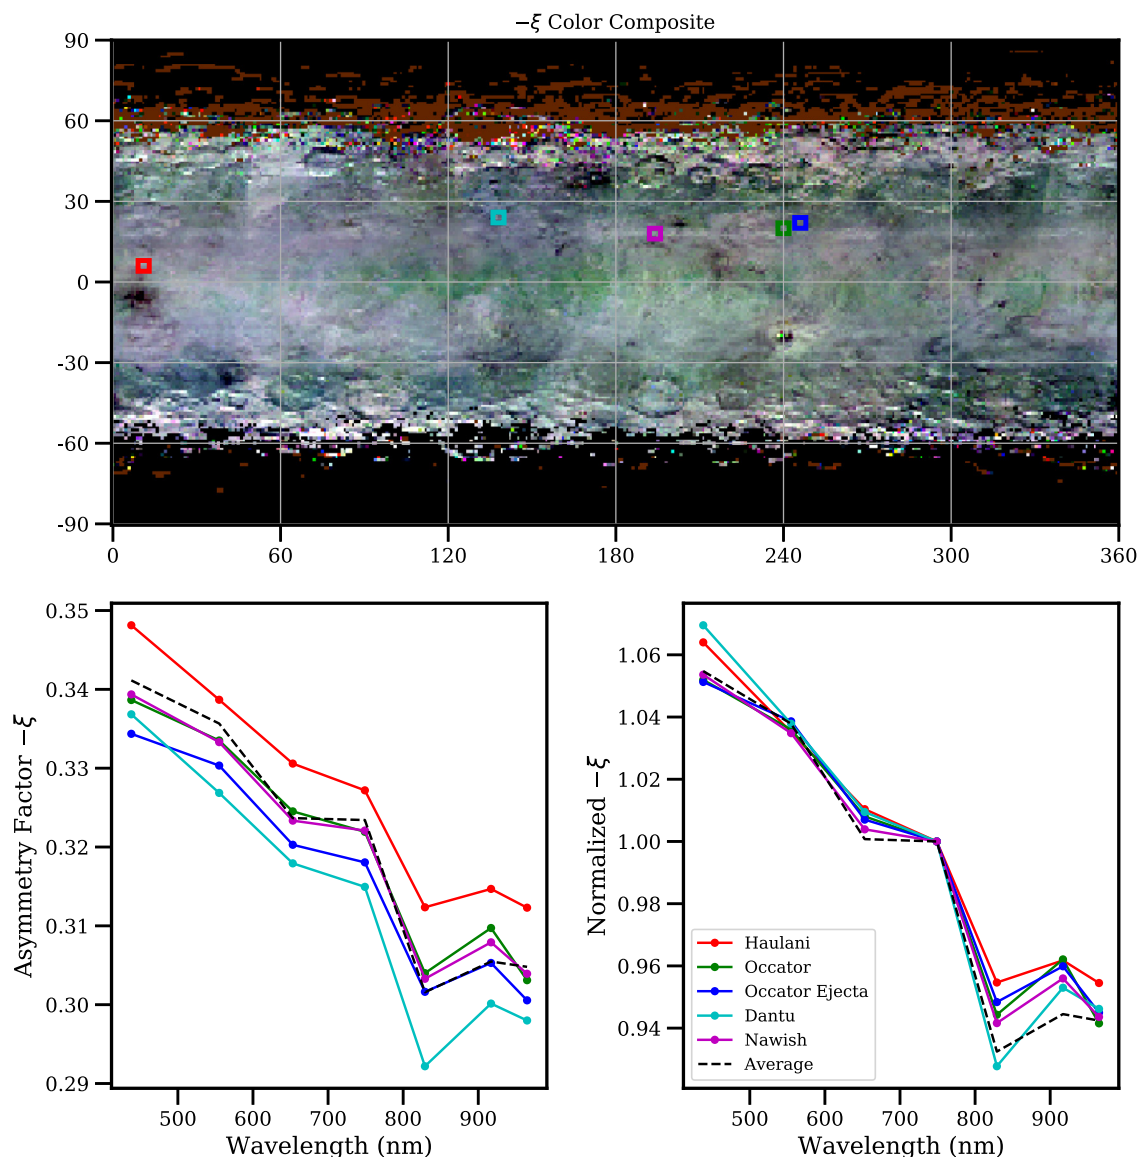 −ξ Color Composite
90
60
30
0
-30
-60
-90
0 60 120 180 240 300 360
0.35
0.34
0.33
0.32
0.31
0.30
0.29
Asymmetry Factor −ξ
500 600 700 800 900
Wavelength (nm)
1.06
1.04
1.02
1.00
0.98
0.96
0.94
Normalized −ξ
Haulani
Occator
Occator Ejecta
Dantu
Nawish
Average
500 600 700 800 900
Wavelength (nm)